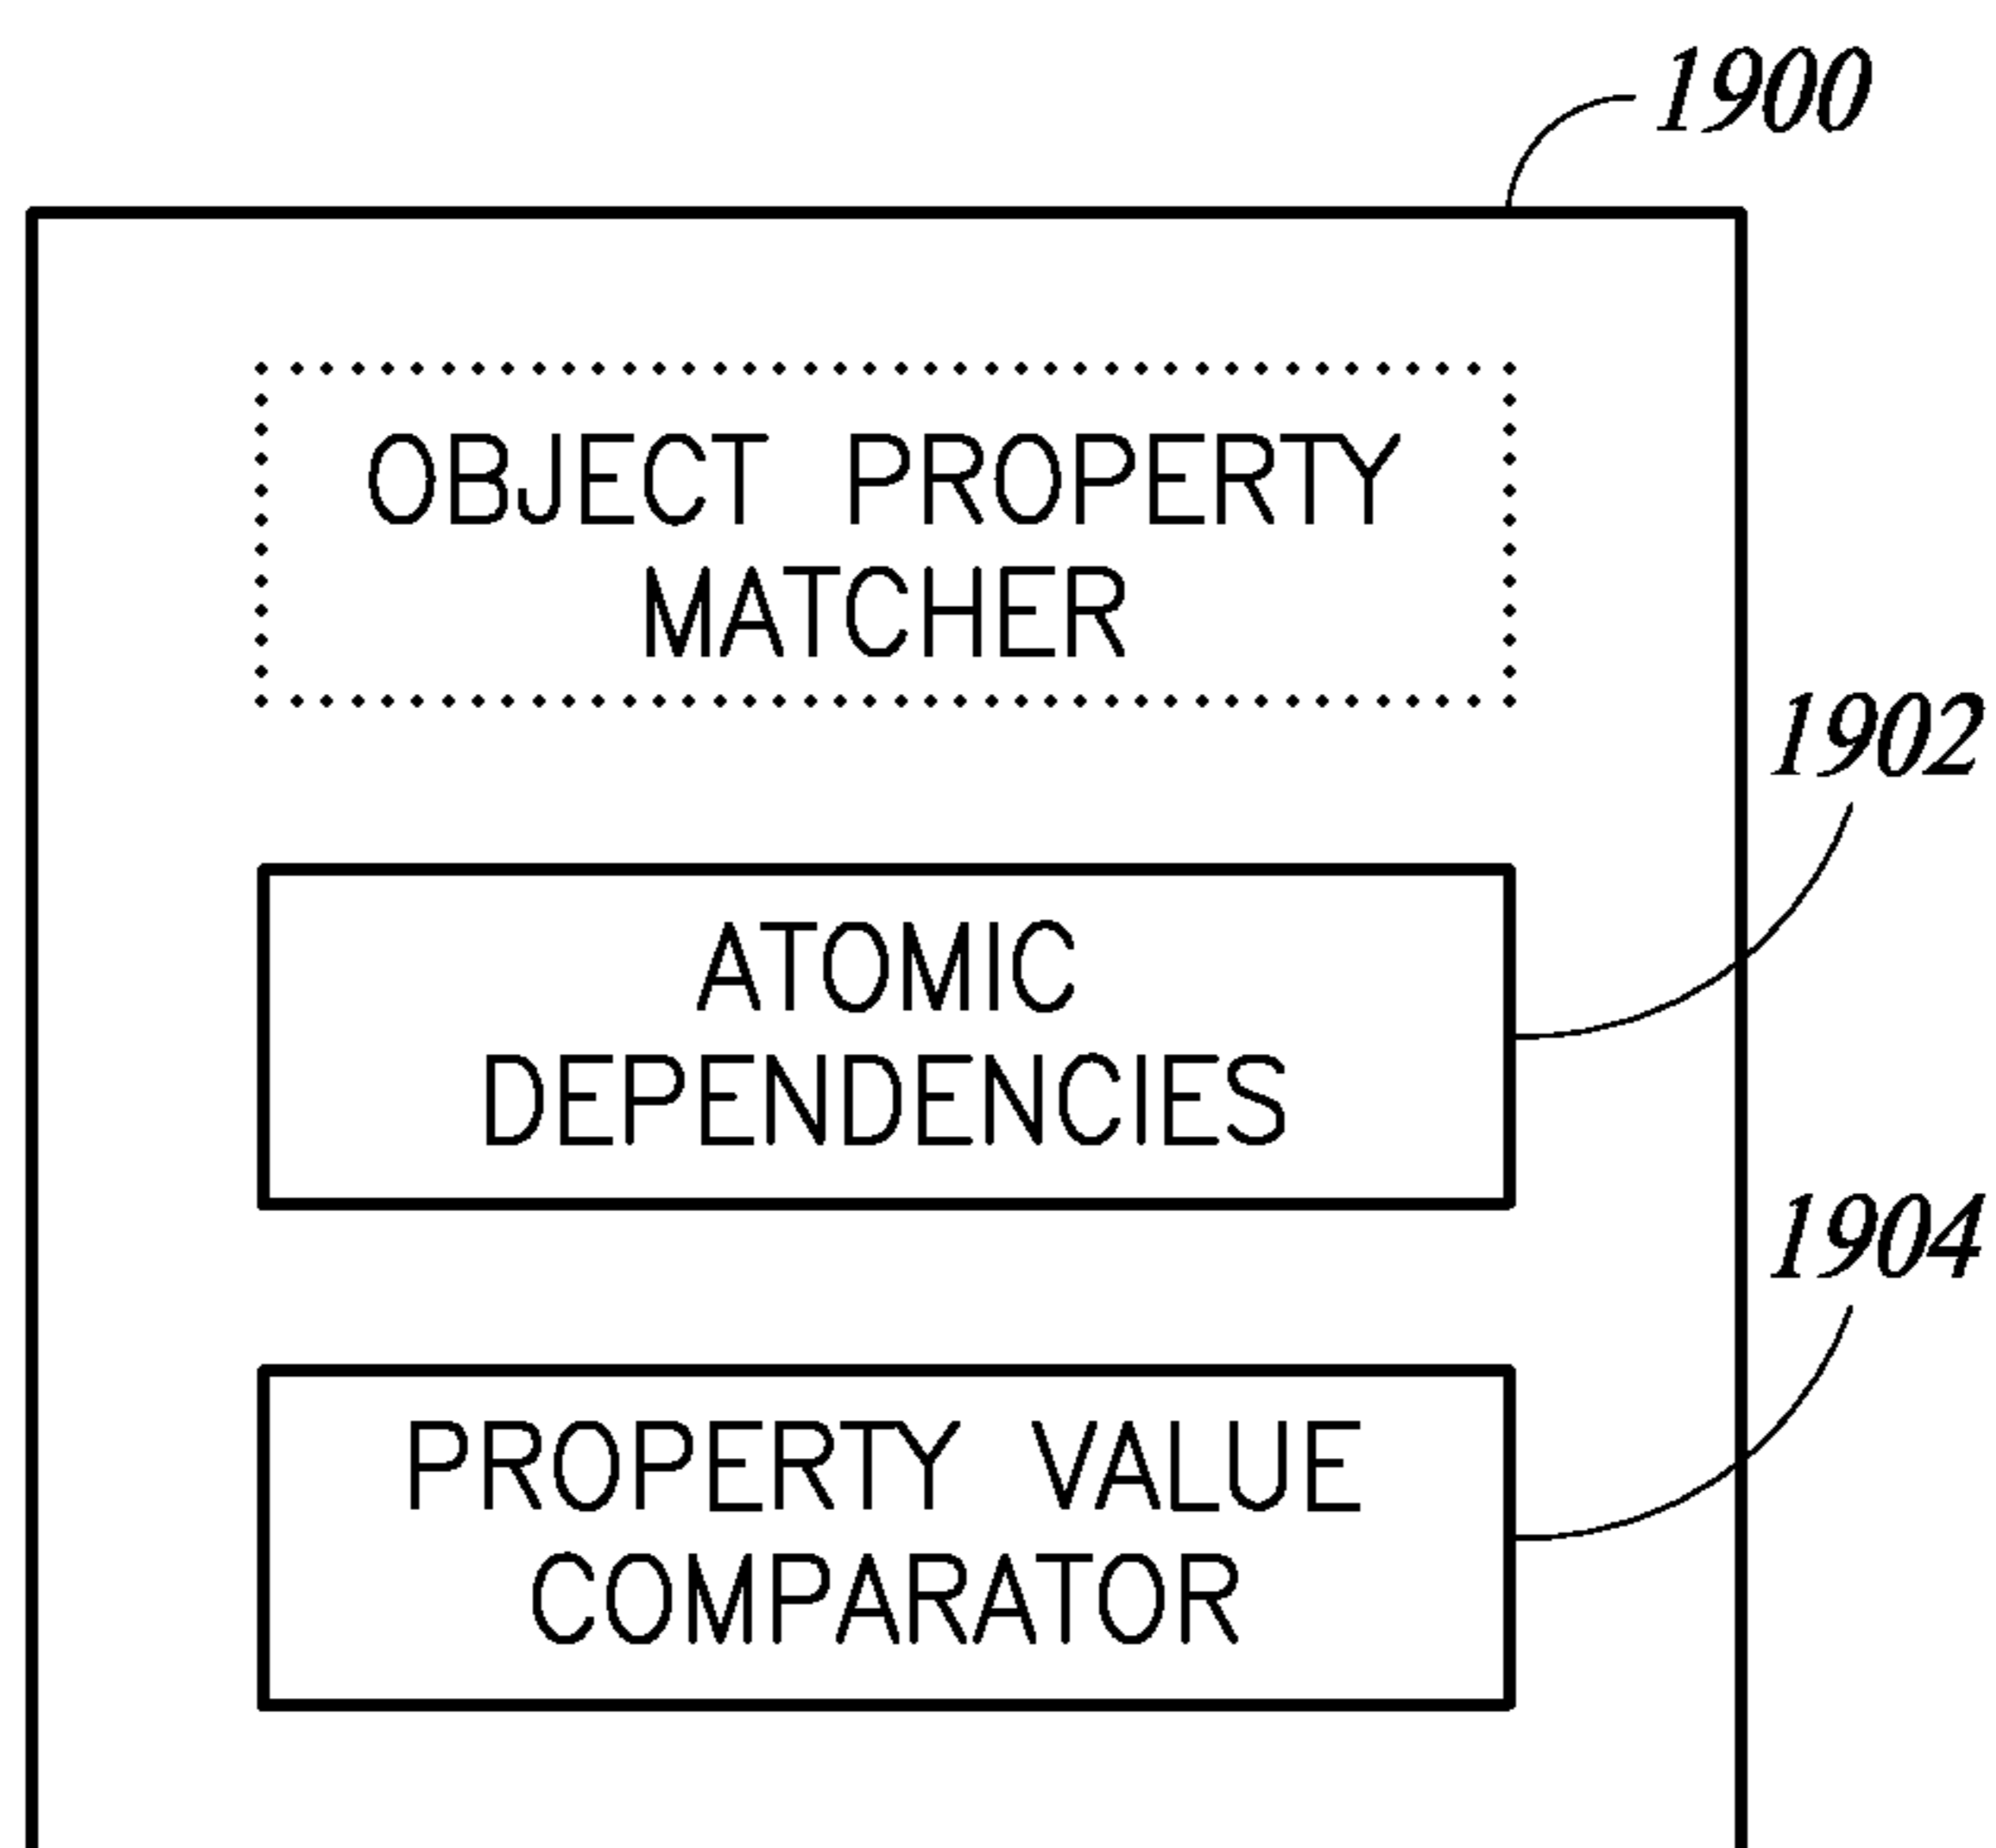 1900
OBJECT PROPERTY
MATCHER
1902
ATOMIC
DEPENDENCIES
1904
PROPERTY VALUE
COMPARATOR